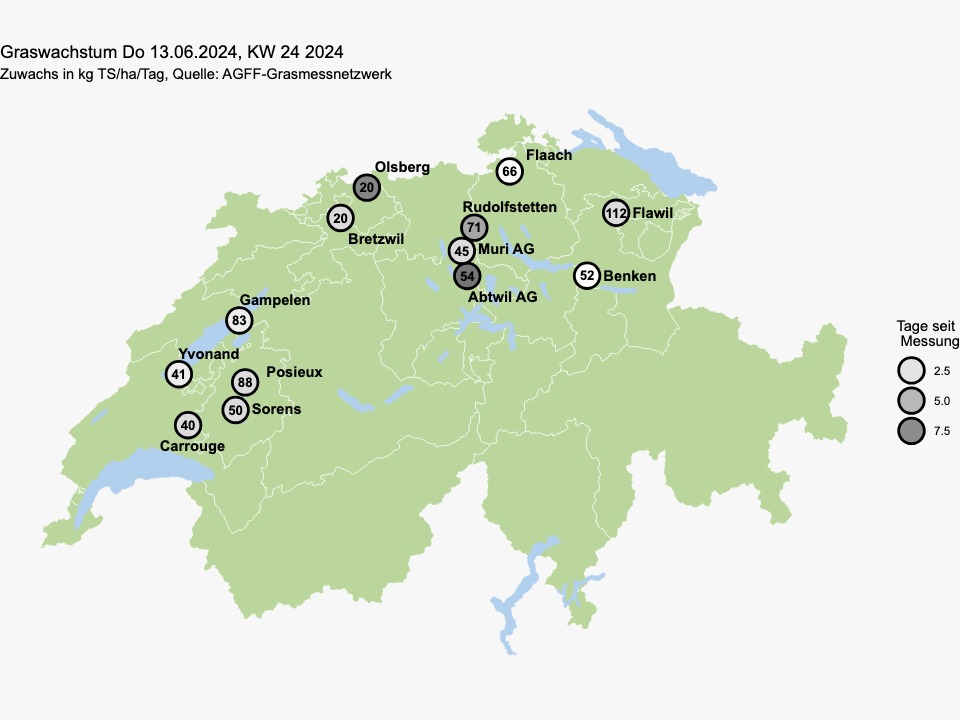 Graswachstum Do 13.06.2024, KW 24 2024
Zuwachs in kg TS/ha/Tag, Quelle: AGFF-Grasmessnetzwerk
Flaach
66
Olsberg
20
20
Bretzwil
Rudolfstetten
71
112 Flawil
45 Muri AG
54
Abtwil AG
52 Benken
Gampelen
83
Yvonand
41
Posieux
88
50 Sorens
40
Carrouge
Tage seit
Messung
2.5
5.0
7.5